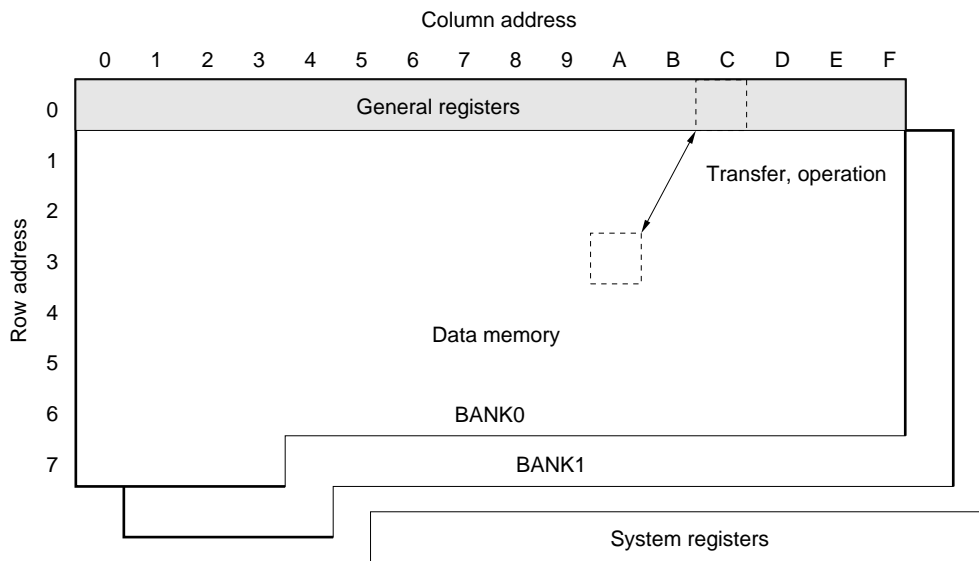 Column address
0 1 2 3 4 5 6 7 8 9 A B C D E F
0 General registers
1 Transfer, operation
2
Row address
3
4
Data memory
5
6 BANK0
7 BANK1
System registers